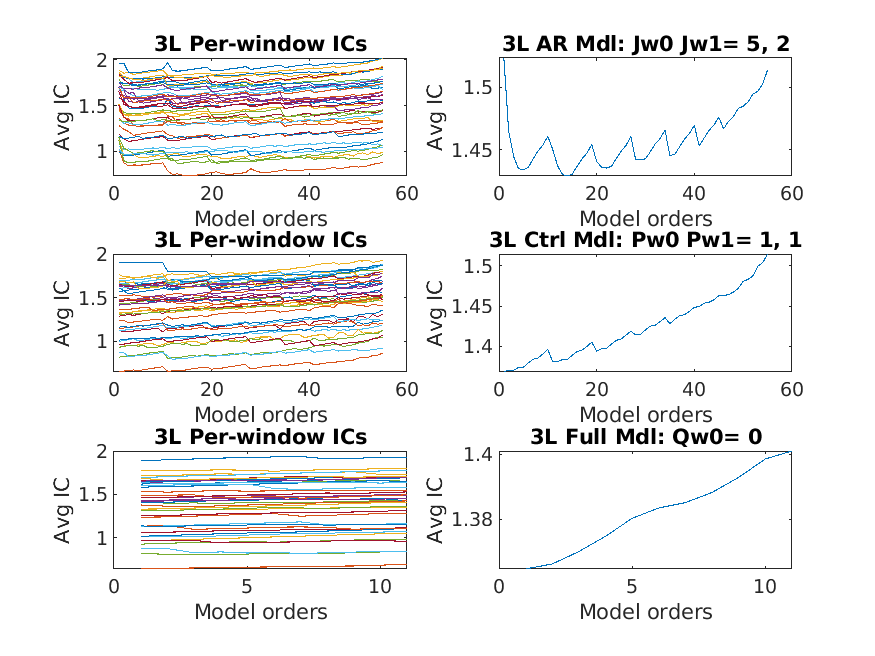 3L Per-window ICs
Avg IC
2
1.5
1
0 20 40 60
Model orders
3L AR Mdl: Jw0 Jw1= 5, 2
Avg IC
1.5
1.45
0 20 40 60
Model orders
3L Per-window ICs
Avg IC
2
1.5
1
0 20 40 60
Model orders
3L Ctrl Mdl: Pw0 Pw1= 1, 1
Avg IC
1.5
1.45
1.4
0 20 40 60
Model orders
3L Per-window ICs
Avg IC
2
1.5
1
0 5 10
Model orders
3L Full Mdl: Qw0= 0
Avg IC
1.4
1.38
0 5 10
Model orders